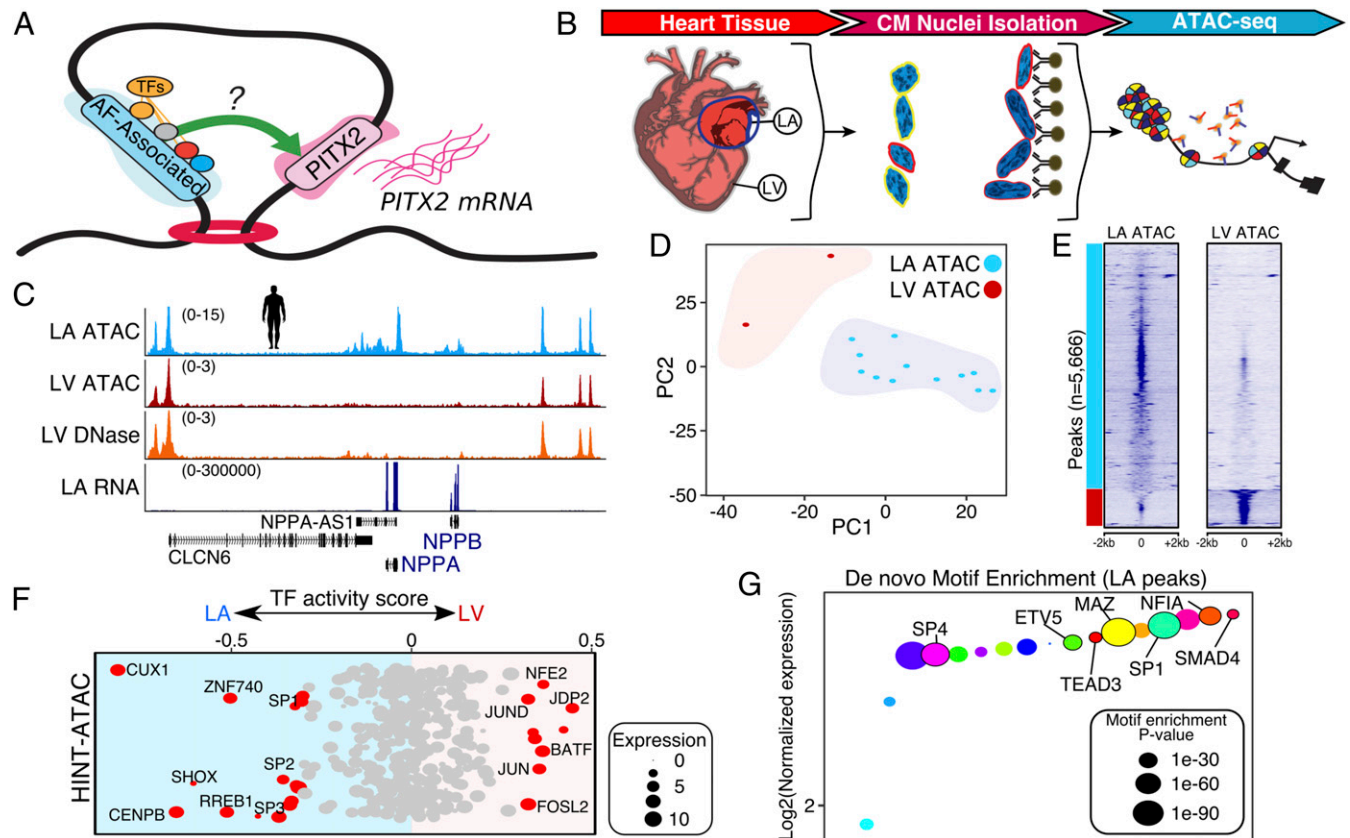 A
TFs
AF-Associated
?
PITX2
PITX2 mRNA
B
Heart Tissue
CM Nuclei Isolation
ATAC-seq
LA
LV
C
LA ATAC
(0-15)
LV ATAC
(0-3)
LV DNase
(0-3)
LA RNA
(0-300000)
NPPA-AS1
CLCN6
NPPB
NPPA
D
LA ATAC
LV ATAC
PC2
25
0
-25
-50
-40
-20
0
20
40
PC1
E
LA ATAC
LV ATAC
Peaks (n=5,666)
-2kb
0
+2kb
-2kb
0
+2kb
F
LA
TF activity score
LV
-0.5
0
0.5
HINT-ATAC
CUX1
ZNF740
SP1
SHOX
SP2
CENPB
RREB1
SP3
NFE2
JUND
JDP2
BATF
JUN
FOSL2
Expression
0
5
10
G
De novo Motif Enrichment (LA peaks)
Log2(Normalized expression)
2
SP4
ETV5
MAZ
NFIA
TEAD3
SP1
SMAD4
Motif enrichment
P-value
1e-30
1e-60
1e-90